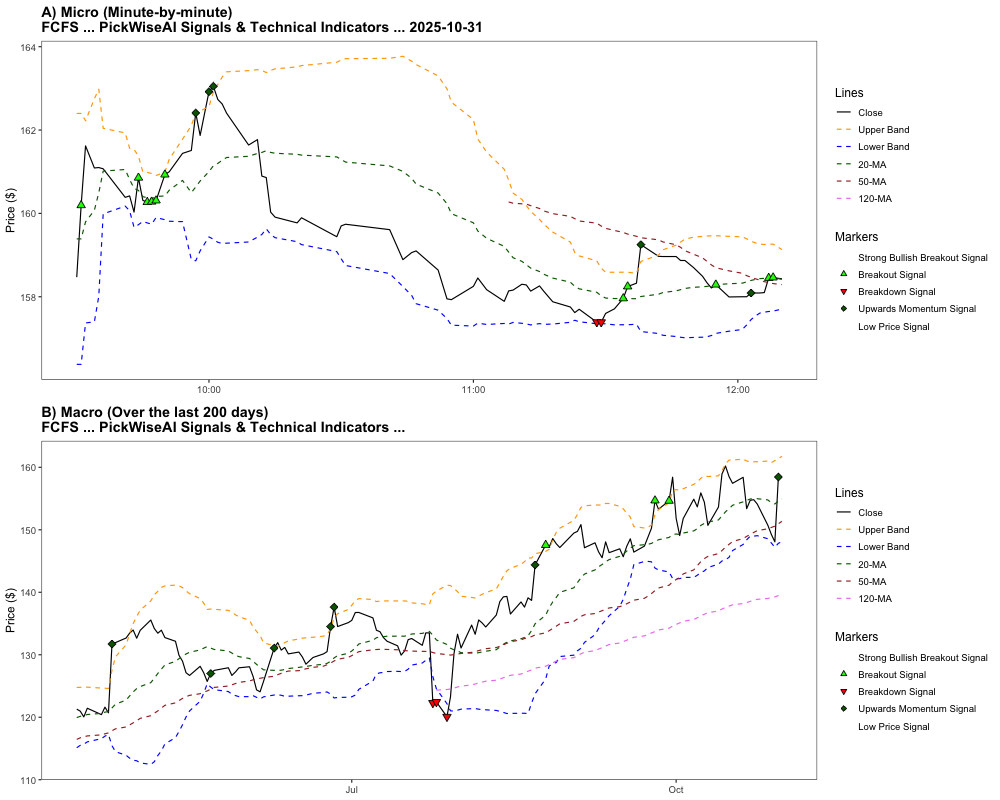 A) Micro (Minute-by-minute)
FCFS ... PickWiseAI Signals & Technical Indicators ... 2025-10-31
164
162
160
158
Price ($)
10:00
11:00
12:00
Lines
Close
Upper Band
Lower Band
20-MA
50-MA
120-MA
Markers
Strong Bullish Breakout Signal
Breakout Signal
Breakdown Signal
Upwards Momentum Signal
Low Price Signal
B) Macro (Over the last 200 days)
FCFS ... PickWiseAI Signals & Technical Indicators ...
160
150
140
130
120
110
Price ($)
Jul
Oct
Lines
Close
Upper Band
Lower Band
20-MA
50-MA
120-MA
Markers
Strong Bullish Breakout Signal
Breakout Signal
Breakdown Signal
Upwards Momentum Signal
Low Price Signal